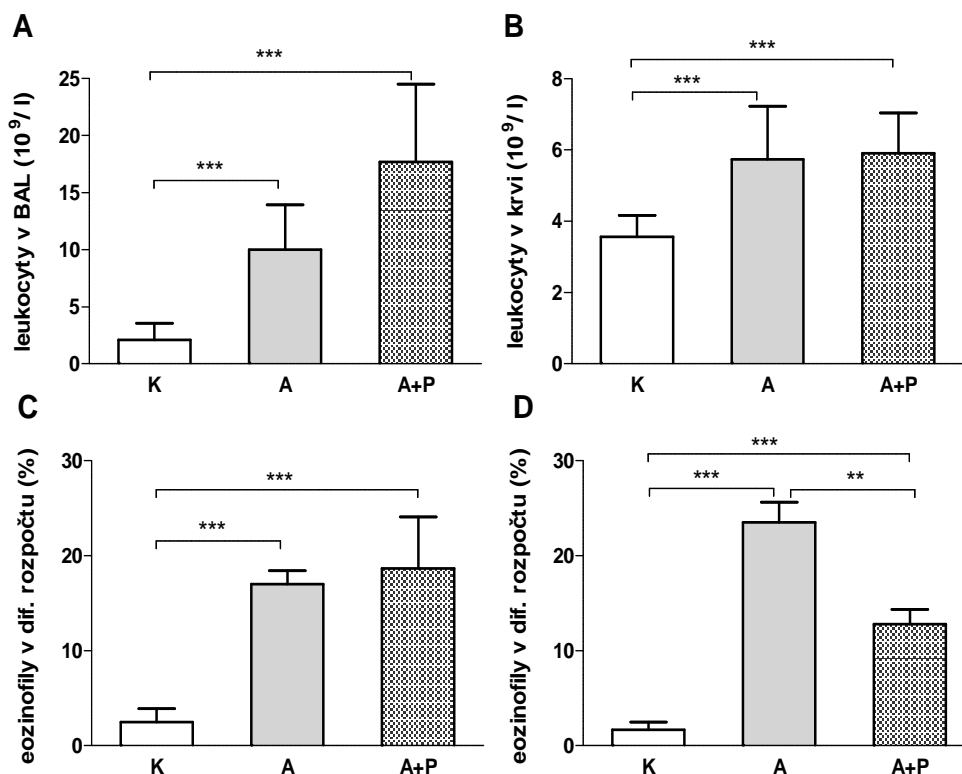 A
leukocyty v BAL (10⁹/ l)
25
20
15
10
5
0
***
***
K A A+P
B
leukocyty v krvi (10⁹/ l)
8
6
4
2
0
***
***
K A A+P
C
eozinofily v dif. rozpočtu (%)
30
20
10
0
***
***
K A A+P
D
eozinofily v dif. rozpočtu (%)
30
20
10
0
***
*** **
K A A+P